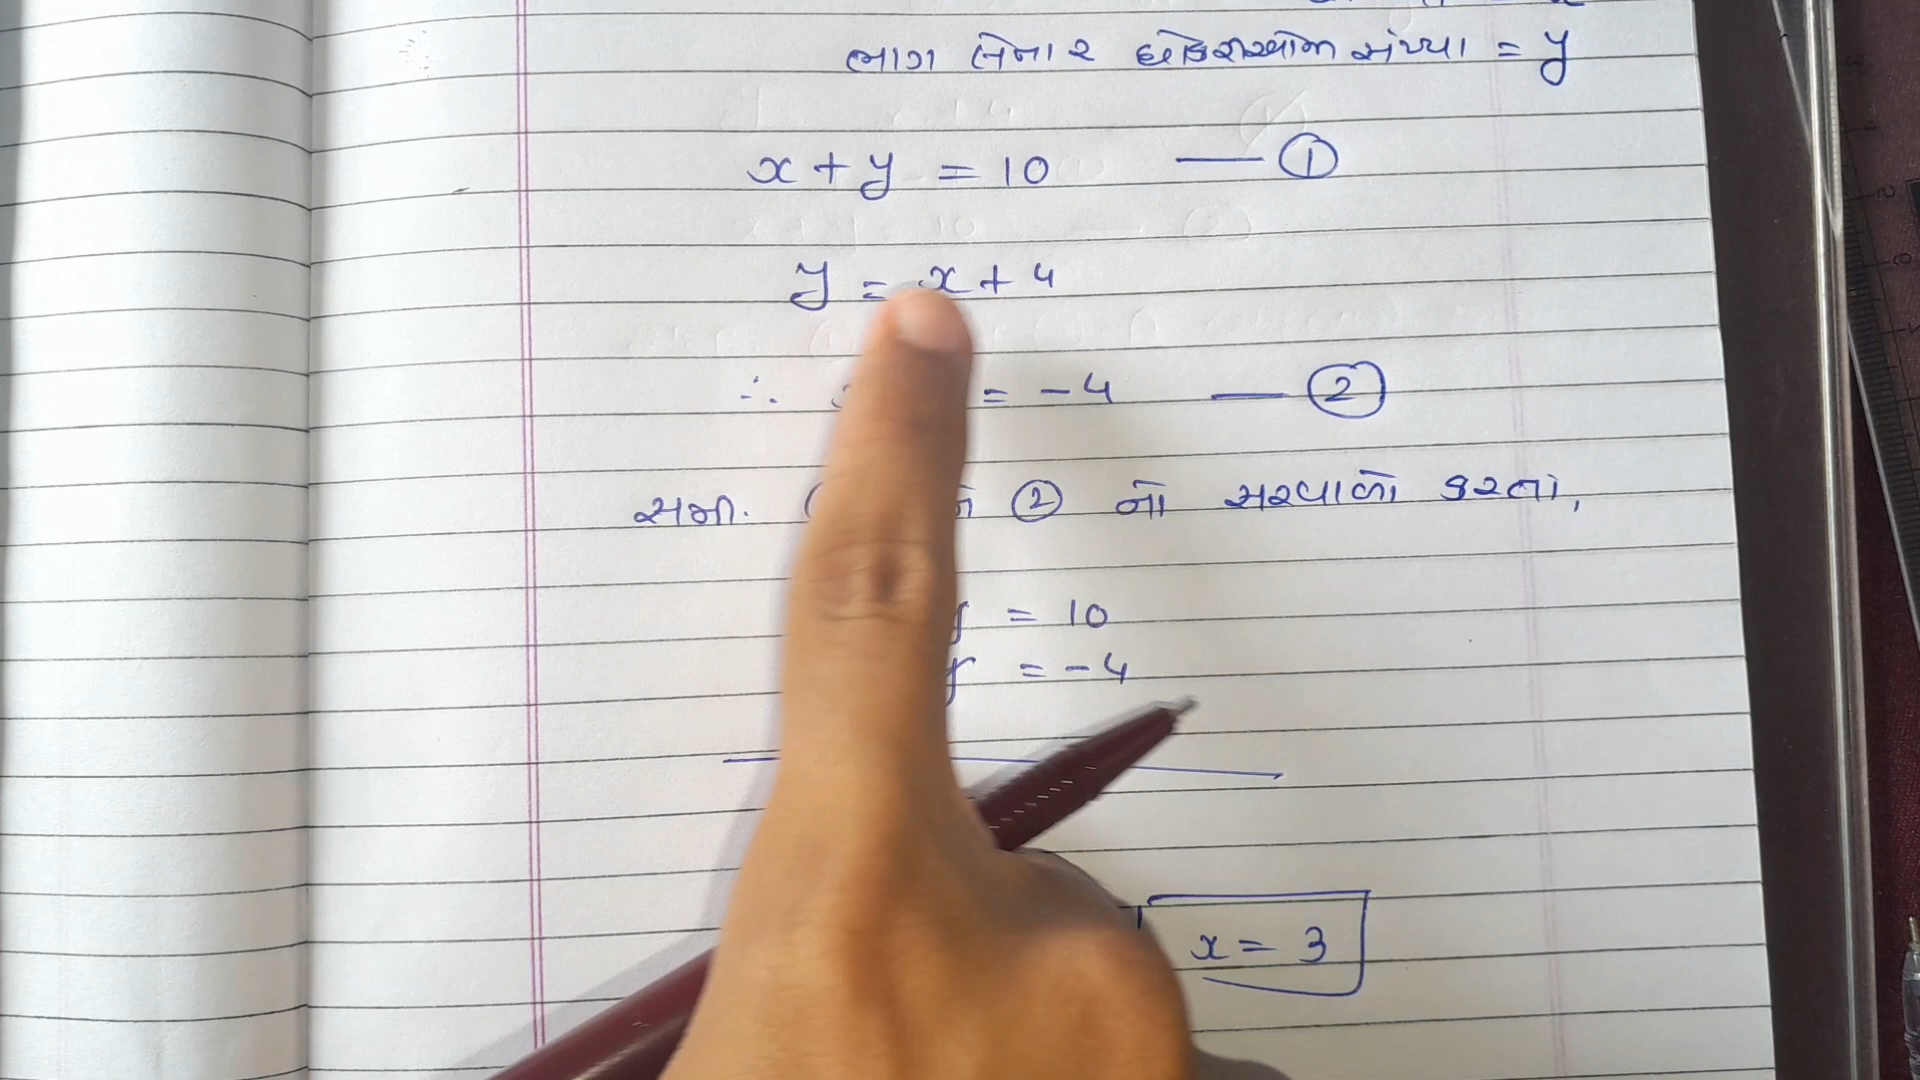 ભાગ લેનાર છોકરીઓની સંખ્યા = y
x + y = 10 — ①
y = x + 4
∴ = -4 — ②
સમી. ② નો સરવાળો કરતાં,
y = 10
y = -4
x = 3